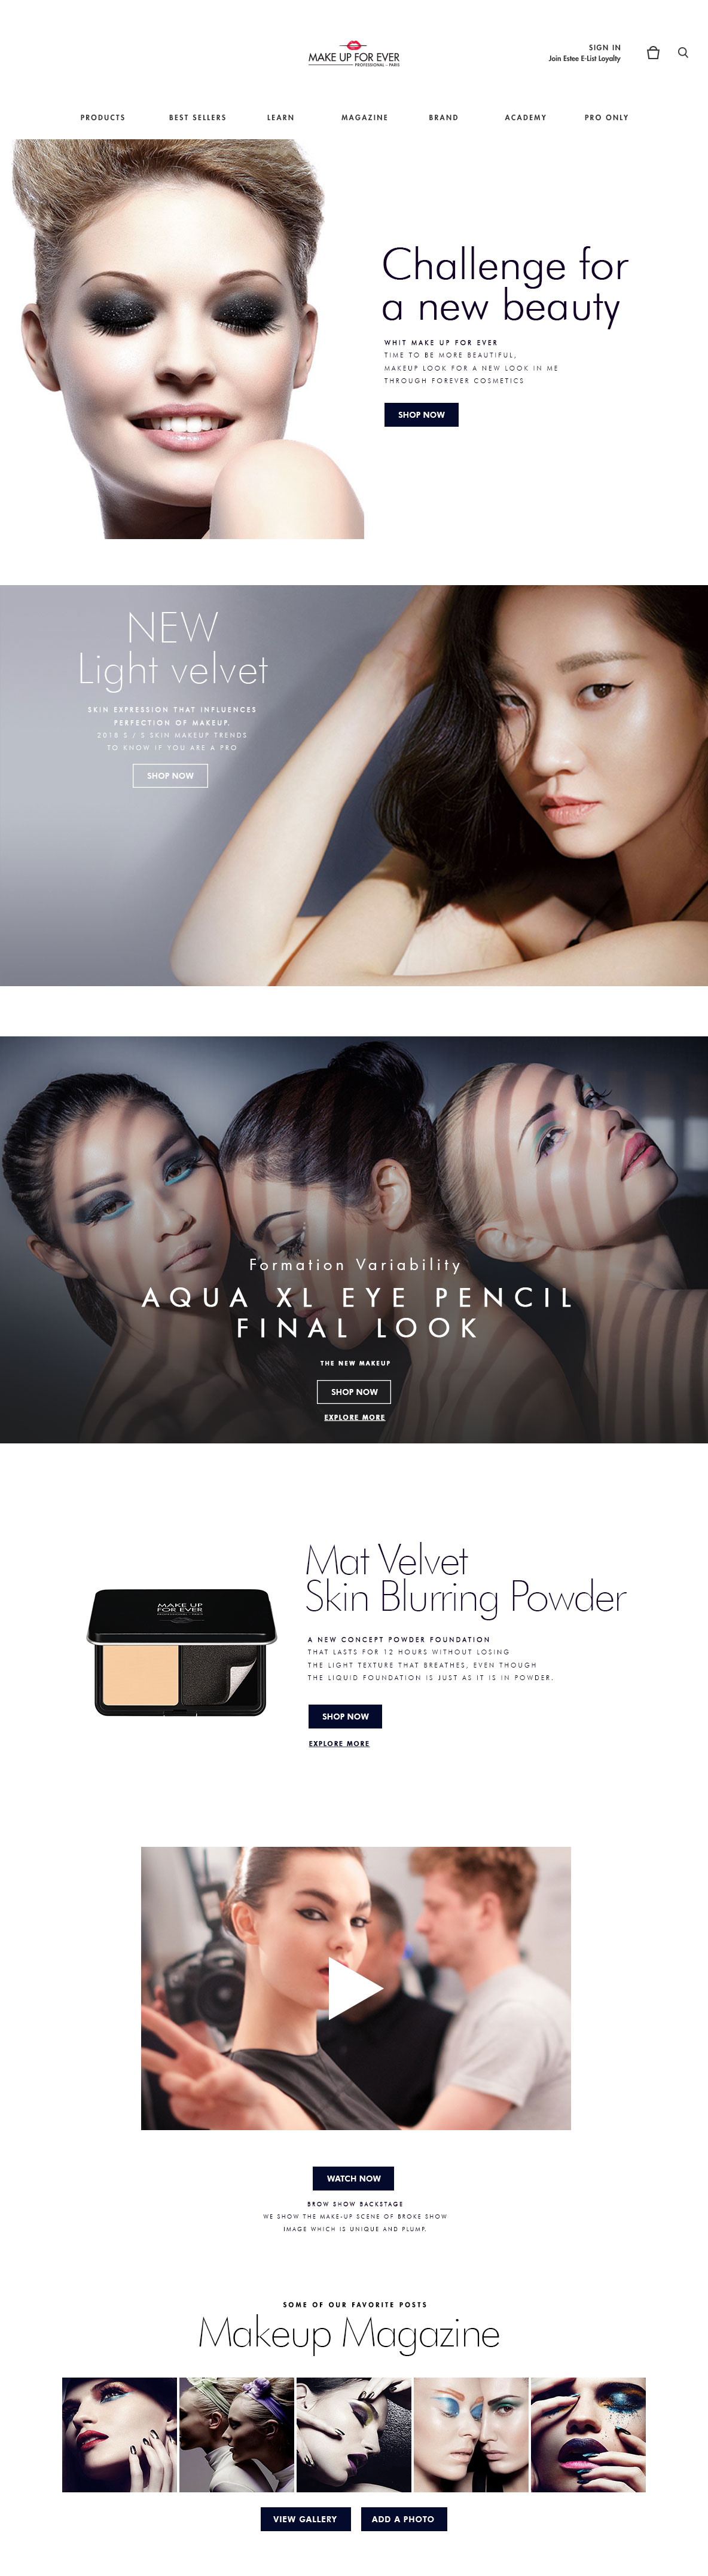 MAKE UP FOR EVER
PROFESSIONAL - PARIS
SIGN IN
Join Estee E-List Loyalty
PRODUCTS
BEST SELLERS
LEARN
MAGAZINE
BRAND
ACADEMY
PRO ONLY
Challenge for
a new beauty
WHIT MAKE UP FOR EVER
TIME TO BE MORE BEAUTIFUL,
MAKEUP LOOK FOR A NEW LOOK IN ME
THROUGH FOREVER COSMETICS
SHOP NOW
NEW
Light velvet
SKIN EXPRESSION THAT INFLUENCES
PERFECTION OF MAKEUP.
2018 S / S SKIN MAKEUP TRENDS
TO KNOW IF YOU ARE A PRO
SHOP NOW
Formation Variability
AQUA XL EYE PENCIL
FINAL LOOK
THE NEW MAKEUP
SHOP NOW
EXPLORE MORE
Mat Velvet
Skin Blurring Powder
MAKE UP
FOR EVER
A NEW CONCEPT POWDER FOUNDATION
THAT LASTS FOR 12 HOURS WITHOUT LOSING
THE LIGHT TEXTURE THAT BREATHES, EVEN THOUGH
THE LIQUID FOUNDATION IS JUST AS IT IS IN POWDER.
SHOP NOW
EXPLORE MORE
WATCH NOW
BROW SHOW BACKSTAGE
WE SHOW THE MAKE-UP SCENE OF BROKE SHOW
IMAGE WHICH IS UNIQUE AND PLUMP.
SOME OF OUR FAVORITE POSTS
Makeup Magazine
VIEW GALLERY
ADD A PHOTO